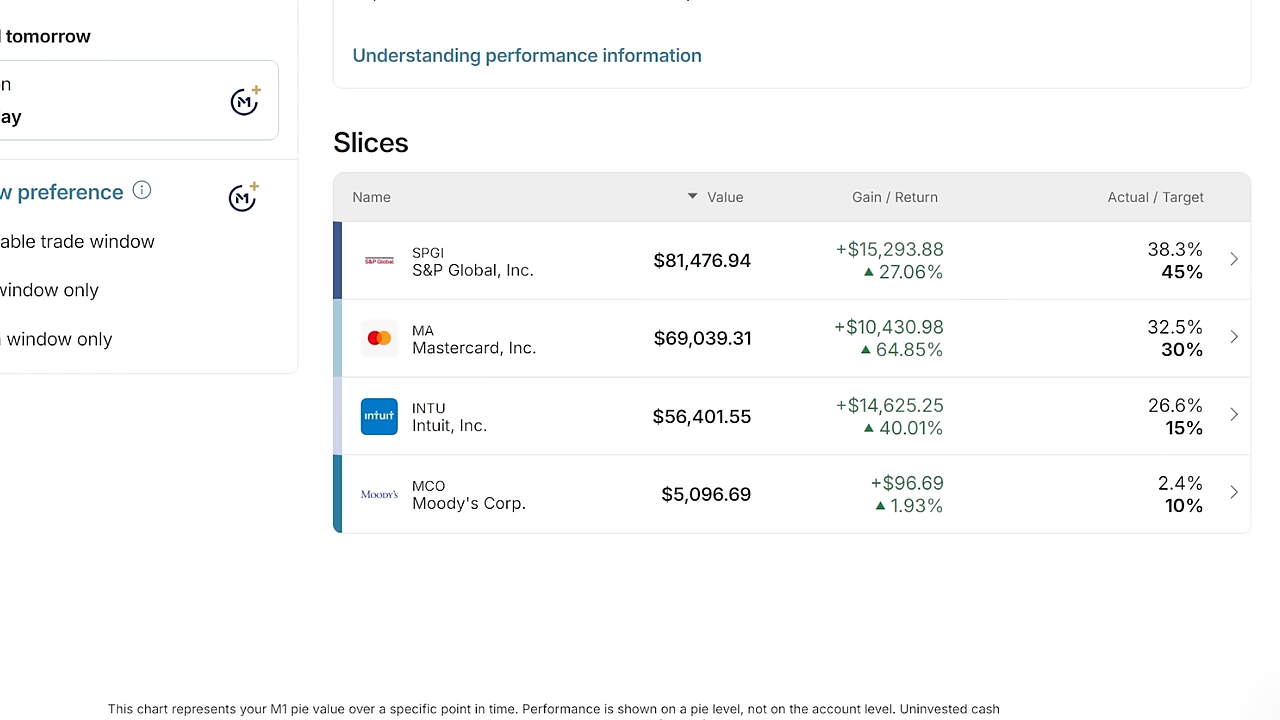 tomorrow
Understanding performance information
Slices
preference
able trade window
window only
window only
Name
Value
Gain / Return
Actual / Target
S&P Global
SPGI
S&P Global, Inc.
$81,476.94
+$15,293.88
▲ 27.06%
38.3%
45%
MA
Mastercard, Inc.
$69,039.31
+$10,430.98
▲ 64.85%
32.5%
30%
intuit
INTU
Intuit, Inc.
$56,401.55
+$14,625.25
▲ 40.01%
26.6%
15%
MOODY'S
MCO
Moody's Corp.
$5,096.69
+$96.69
▲ 1.93%
2.4%
10%
This chart represents your M1 pie value over a specific point in time. Performance is shown on a pie level, not on the account level. Uninvested cash